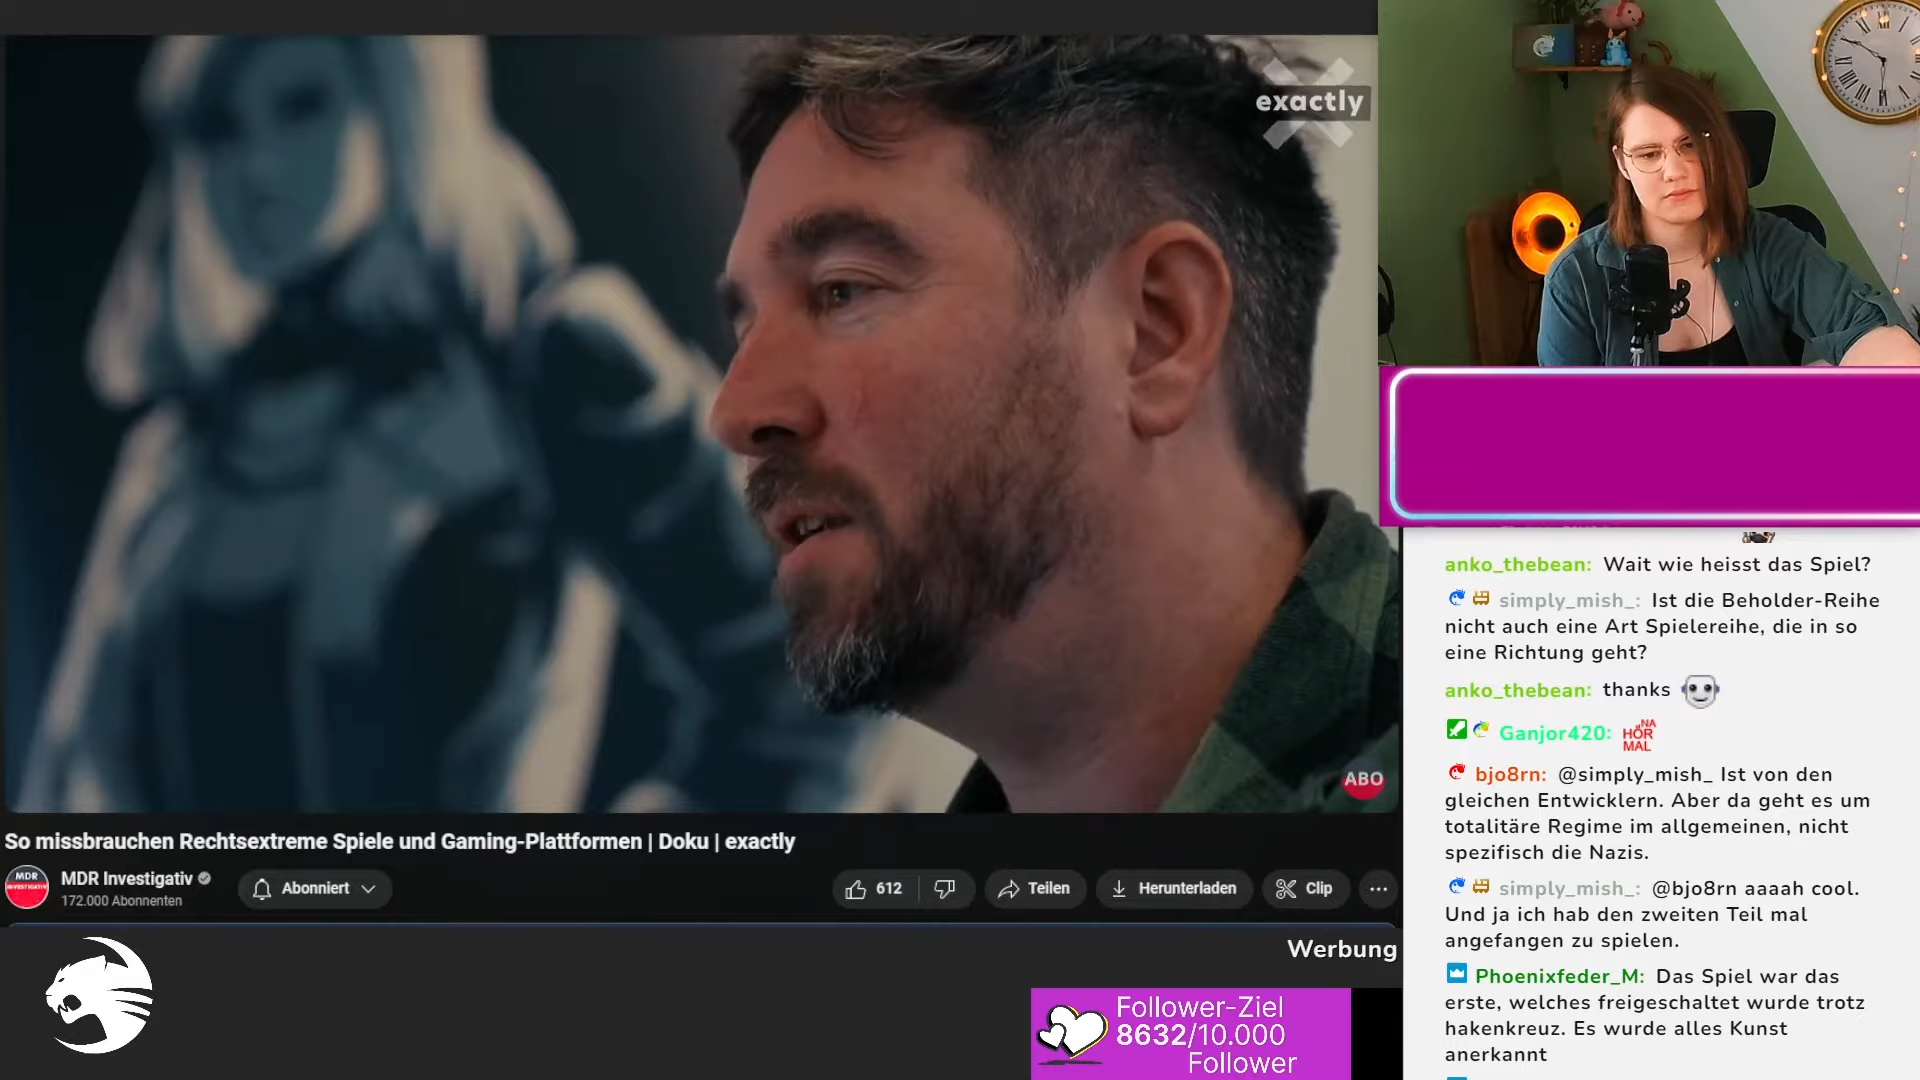 exactly
ABO
So missbrauchen Rechtsextreme Spiele und Gaming-Plattformen | Doku | exactly
MDR
INVESTIGATIV
MDR Investigativ
172.000 Abonnenten
Abonniert
612
Teilen
Herunterladen
Clip
Werbung
Follower-Ziel
8632/10.000
Follower
anko_thebean: Wait wie heisst das Spiel?
simply_mish_: Ist die Beholder-Reihe
nicht auch eine Art Spielereihe, die in so
eine Richtung geht?
anko_thebean: thanks
Ganjor420: NA
HÖR
MAL
bjo8rn: @simply_mish_ Ist von den
gleichen Entwicklern. Aber da geht es um
totalitäre Regime im allgemeinen, nicht
spezifisch die Nazis.
simply_mish_: @bjo8rn aaaah cool.
Und ja ich hab den zweiten Teil mal
angefangen zu spielen.
Phoenixfeder_M: Das Spiel war das
erste, welches freigeschaltet wurde trotz
hakenkreuz. Es wurde alles Kunst
anerkannt